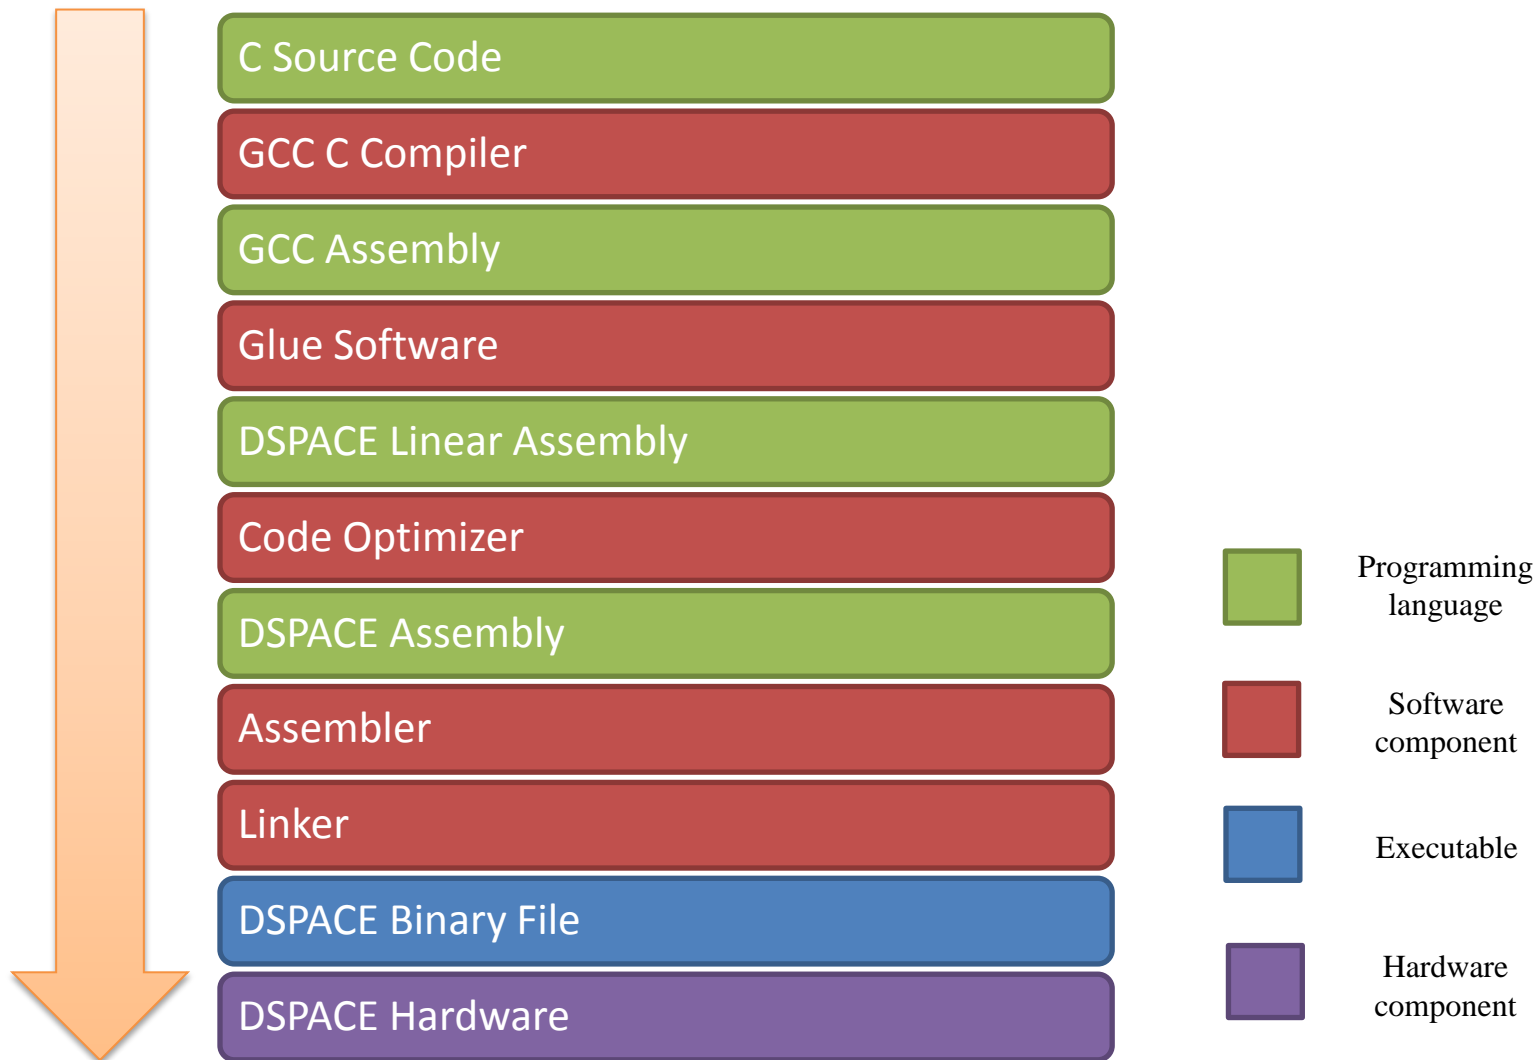 C Source Code
GCC C Compiler
GCC Assembly
Glue Software
DSPACE Linear Assembly
Code Optimizer
DSPACE Assembly
Assembler
Linker
DSPACE Binary File
DSPACE Hardware
Programming
language
Software
component
Executable
Hardware
component